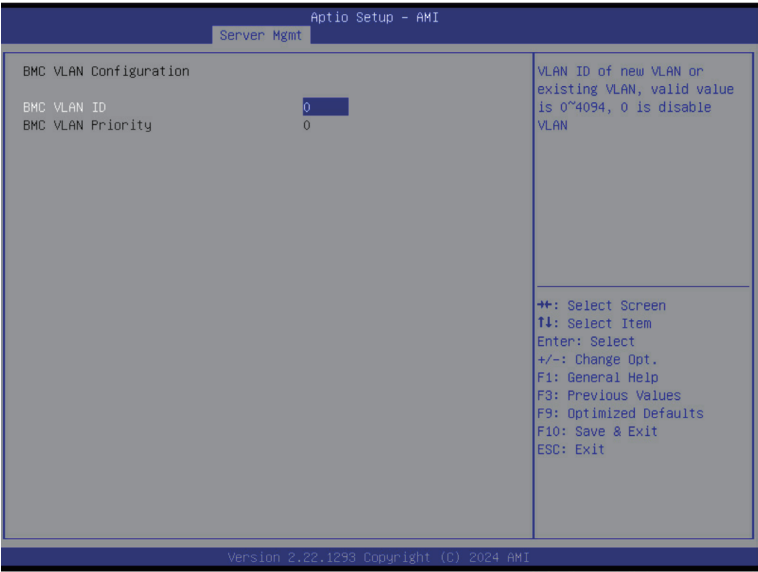 Aptio Setup – AMI
Server Mgmt
BMC VLAN Configuration
BMC VLAN ID 0
BMC VLAN Priority 0
VLAN ID of new VLAN or
existing VLAN, valid value
is 0~4094, 0 is disable
VLAN
→←: Select Screen
↑↓: Select Item
Enter: Select
+/-: Change Opt.
F1: General Help
F3: Previous Values
F9: Optimized Defaults
F10: Save & Exit
ESC: Exit
Version 2.22.1293 Copyright (C) 2024 AMI